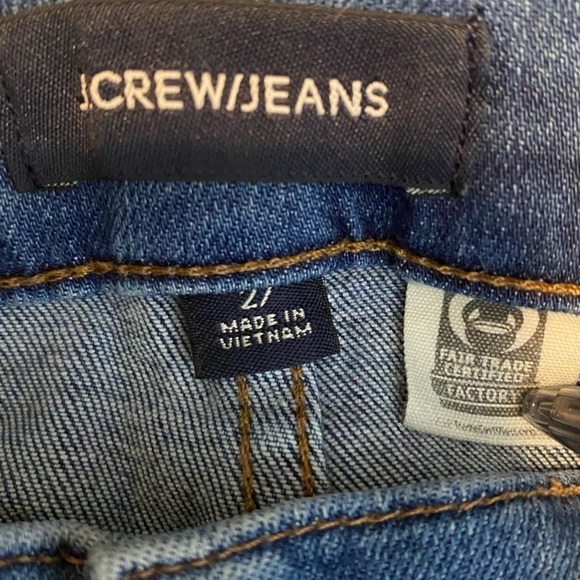 J.CREW/JEANS
27
MADE IN
VIETNAM
FAIR TRADE
CERTIFIED
FACTORY